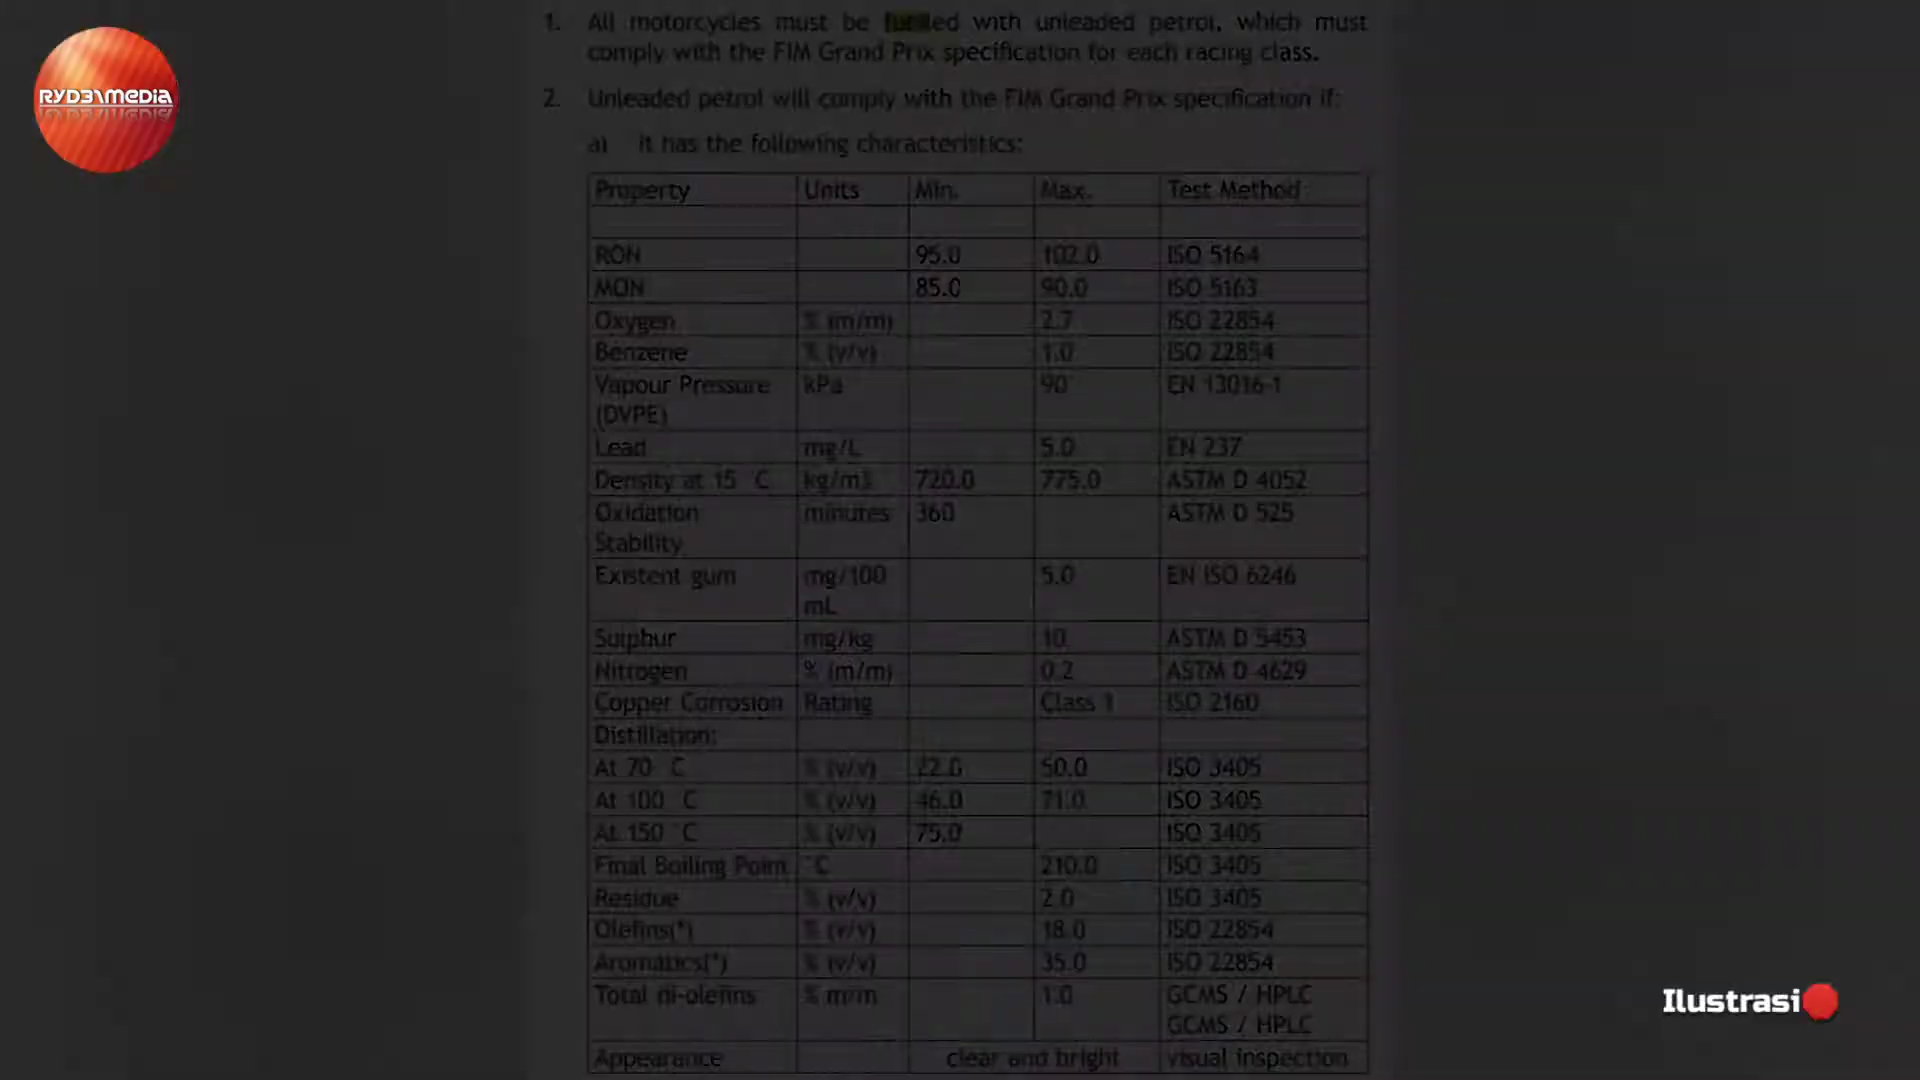 1. All motorcycles must be fuelled with unleaded petrol, which must
comply with the FIM Grand Prix specification for each racing class.
RYD3\media
2. Unleaded petrol will comply with the FIM Grand Prix specification if:
a) It has the following characteristics:
Property Units Min. Max. Test Method
RON 95.0 102.0 ISO 5164
MON 85.0 90.0 ISO 5163
Oxygen % (m/m) 2.7 ISO 22854
Benzene % (v/v) 1.0 ISO 22854
Vapour Pressure kPa 90 EN 13016-1
(DVPE)
Lead mg/L 5.0 EN 237
Density at 15 °C kg/m3 720.0 775.0 ASTM D 4052
Oxidation minutes 360 ASTM D 525
Stability
Existent gum mg/100 5.0 EN ISO 6246
mL
Sulphur mg/kg 10 ASTM D 5453
Nitrogen % (m/m) 0.2 ASTM D 4629
Copper Corrosion Rating Class 1 ISO 2160
Distillation:
At 70 °C % (v/v) 22.0 50.0 ISO 3405
At 100 °C % (v/v) 46.0 71.0 ISO 3405
At 150 °C % (v/v) 75.0 ISO 3405
Final Boiling Point °C 210.0 ISO 3405
Residue % (v/v) 2.0 ISO 3405
Olefins(*) % (v/v) 18.0 ISO 22854
Aromatics(*) % (v/v) 35.0 ISO 22854
Total di-olefins % m/m 1.0 GCMS / HPLC
GCMS / HPLC
Ilustrasi
Appearance clear and bright visual inspection